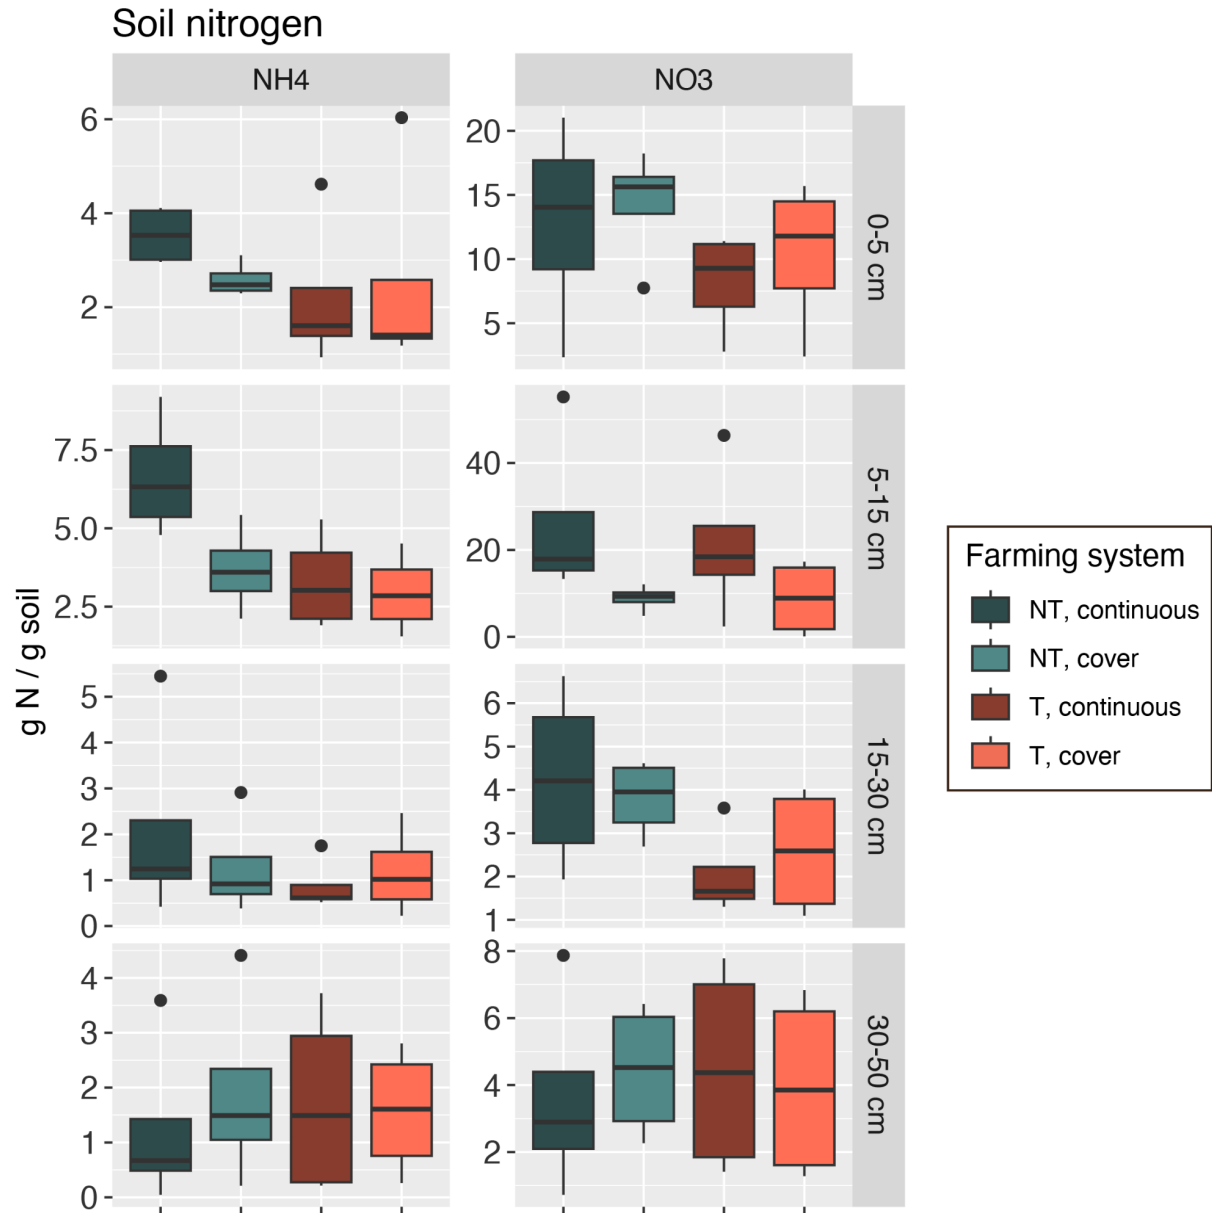 Soil nitrogen
NH4
NO3
g N / g soil
6
4
2
20
15
10
5
0-5 cm
7.5
5.0
2.5
40
20
0
5-15 cm
5
4
3
2
1
0
6
5
4
3
2
1
15-30 cm
4
3
2
1
0
8
6
4
2
30-50 cm
Farming system
NT, continuous
NT, cover
T, continuous
T, cover